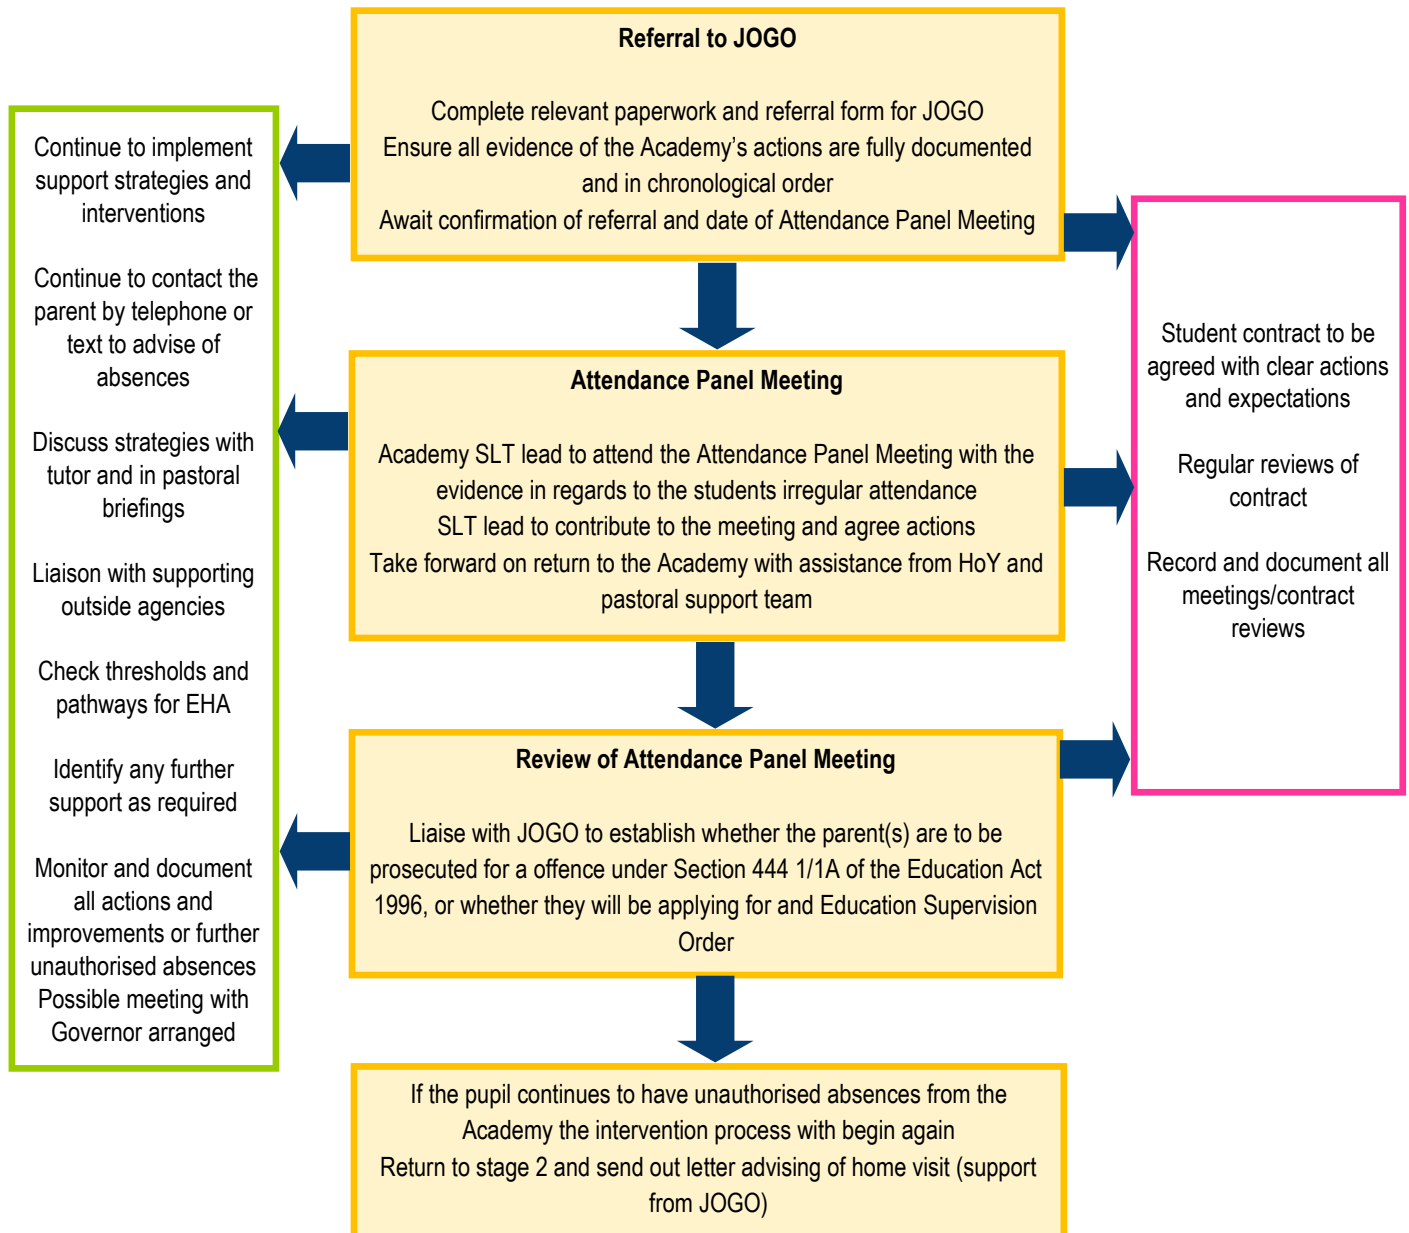 Referral to JOGO
Complete relevant paperwork and referral form for JOGO
Ensure all evidence of the Academy's actions are fully documented
and in chronological order
Await confirmation of referral and date of Attendance Panel Meeting
Continue to implement
support strategies and
interventions
Continue to contact the
parent by telephone or
text to advise of
absences
Discuss strategies with
tutor and in pastoral
briefings
Liaison with supporting
outside agencies
Check thresholds and
pathways for EHA
Identify any further
support as required
Monitor and document
all actions and
improvements or further
unauthorised absences
Possible meeting with
Governor arranged
Student contract to be
agreed with clear actions
and expectations
Regular reviews of
contract
Record and document all
meetings/contract
reviews
Attendance Panel Meeting
Academy SLT lead to attend the Attendance Panel Meeting with the
evidence in regards to the students irregular attendance
SLT lead to contribute to the meeting and agree actions
Take forward on return to the Academy with assistance from HoY and
pastoral support team
Review of Attendance Panel Meeting
Liaise with JOGO to establish whether the parent(s) are to be
prosecuted for a offence under Section 444 1/1A of the Education Act
1996, or whether they will be applying for and Education Supervision
Order
If the pupil continues to have unauthorised absences from the
Academy the intervention process with begin again
Return to stage 2 and send out letter advising of home visit (support
from JOGO)